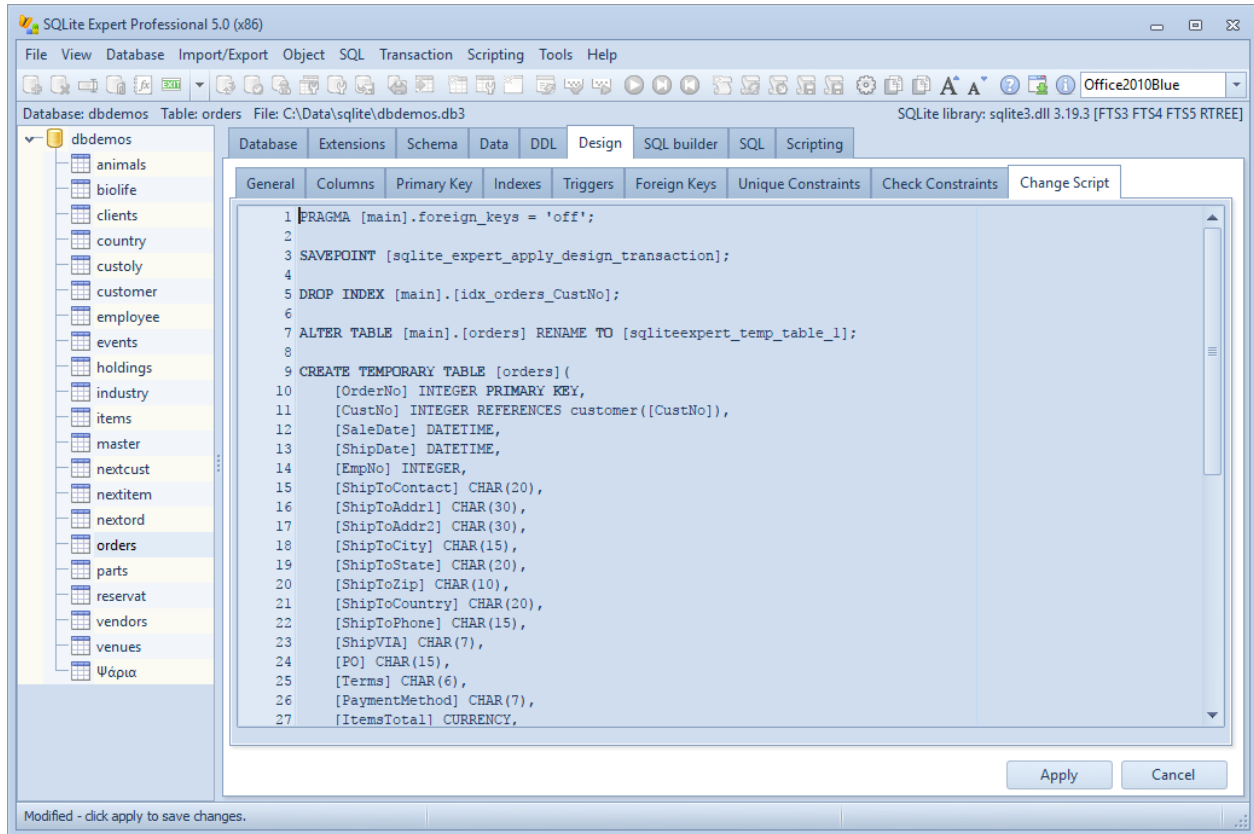 SQLite Expert Professional 5.0 (x86)
File View Database Import/Export Object SQL Transaction Scripting Tools Help
EXIT Office2010Blue
Database: dbdemos Table: orders File: C:\Data\sqlite\dbdemos.db3 SQLite library: sqlite3.dll 3.19.3 [FTS3 FTS4 FTS5 RTREE]
dbdemos
animals
biolife
clients
country
custoly
customer
employee
events
holdings
industry
items
master
nextcust
nextitem
nextord
orders
parts
reservat
vendors
venues
Ψάρια
Database Extensions Schema Data DDL Design SQL builder SQL Scripting
General Columns Primary Key Indexes Triggers Foreign Keys Unique Constraints Check Constraints Change Script
1 PRAGMA [main].foreign_keys = 'off';
2
3 SAVEPOINT [sqlite_expert_apply_design_transaction];
4
5 DROP INDEX [main].[idx_orders_CustNo];
6
7 ALTER TABLE [main].[orders] RENAME TO [sqliteexpert_temp_table_1];
8
9 CREATE TEMPORARY TABLE [orders](
10 [OrderNo] INTEGER PRIMARY KEY,
11 [CustNo] INTEGER REFERENCES customer([CustNo]),
12 [SaleDate] DATETIME,
13 [ShipDate] DATETIME,
14 [EmpNo] INTEGER,
15 [ShipToContact] CHAR(20),
16 [ShipToAddr1] CHAR(30),
17 [ShipToAddr2] CHAR(30),
18 [ShipToCity] CHAR(15),
19 [ShipToState] CHAR(20),
20 [ShipToZip] CHAR(10),
21 [ShipToCountry] CHAR(20),
22 [ShipToPhone] CHAR(15),
23 [ShipVIA] CHAR(7),
24 [PO] CHAR(15),
25 [Terms] CHAR(6),
26 [PaymentMethod] CHAR(7),
27 [ItemsTotal] CURRENCY,
Apply Cancel
Modified - click apply to save changes.